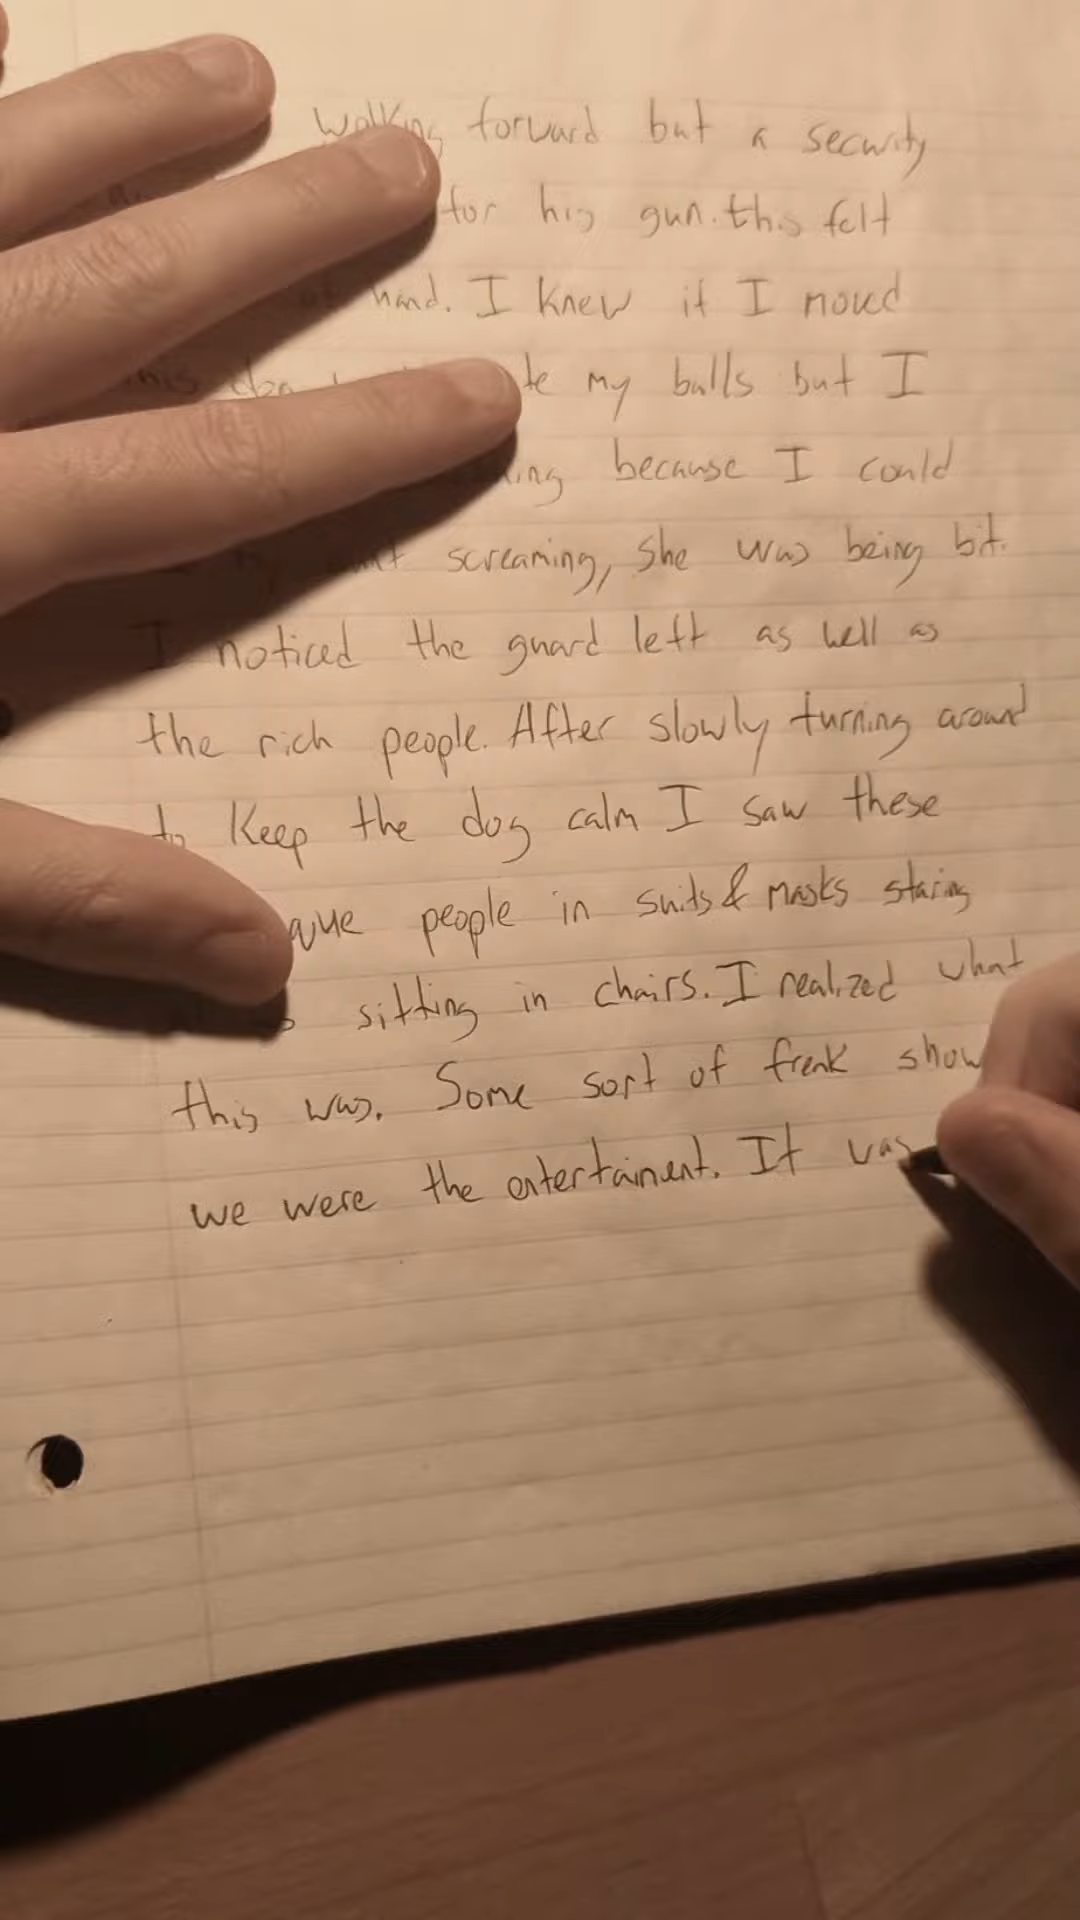 walking forward but a security
for his gun. this felt
hand. I knew if I moved
my balls but I
because I could
screaming, she was being bit.
I noticed the guard left as well as
the rich people. After slowly turning around
to keep the dog calm I saw these
people in suits & masks staring
sitting in chairs. I realized what
this was. Some sort of freak show
we were the entertainent. It was